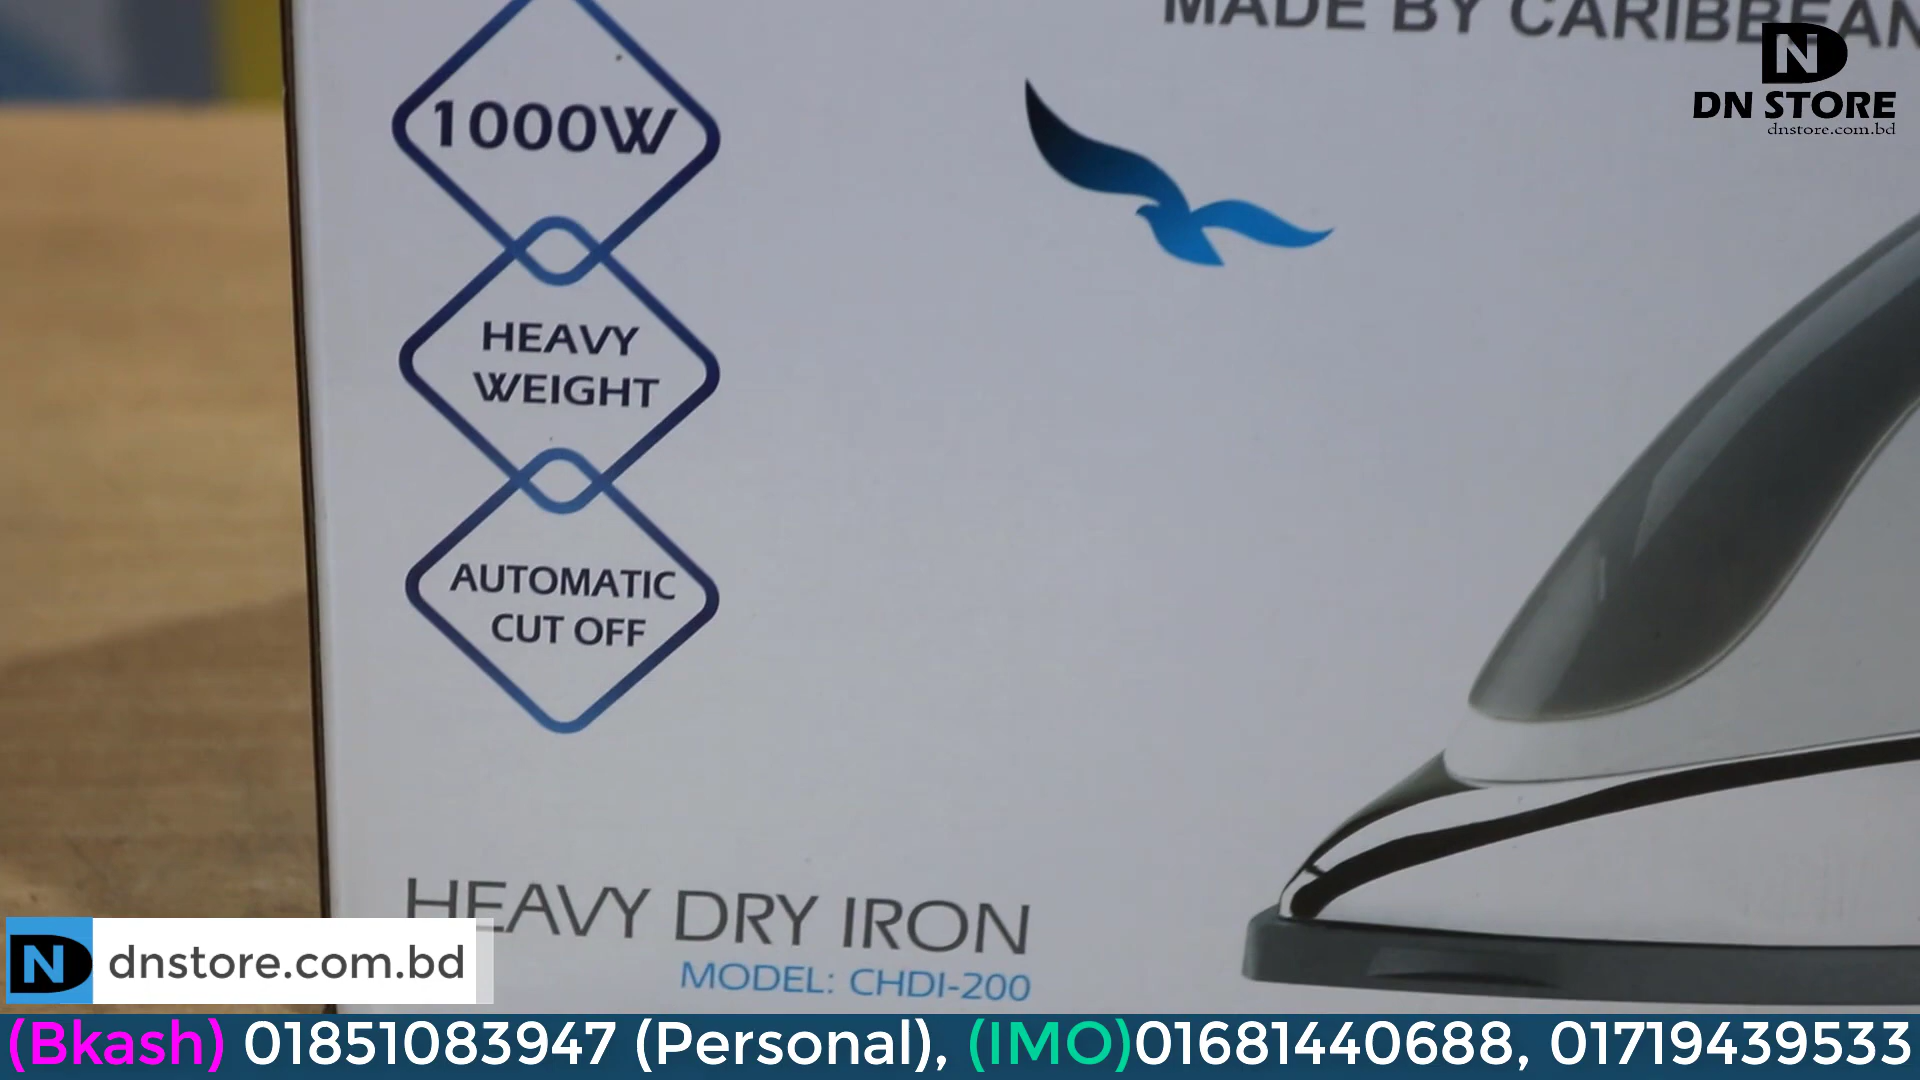 MADE BY CARIBBEAN
N
DN STORE
dnstore.com.bd
1000W
HEAVY
WEIGHT
AUTOMATIC
CUT OFF
HEAVY DRY IRON
MODEL: CHDI-200
N dnstore.com.bd
(Bkash) 01851083947 (Personal), (IMO)01681440688, 01719439533